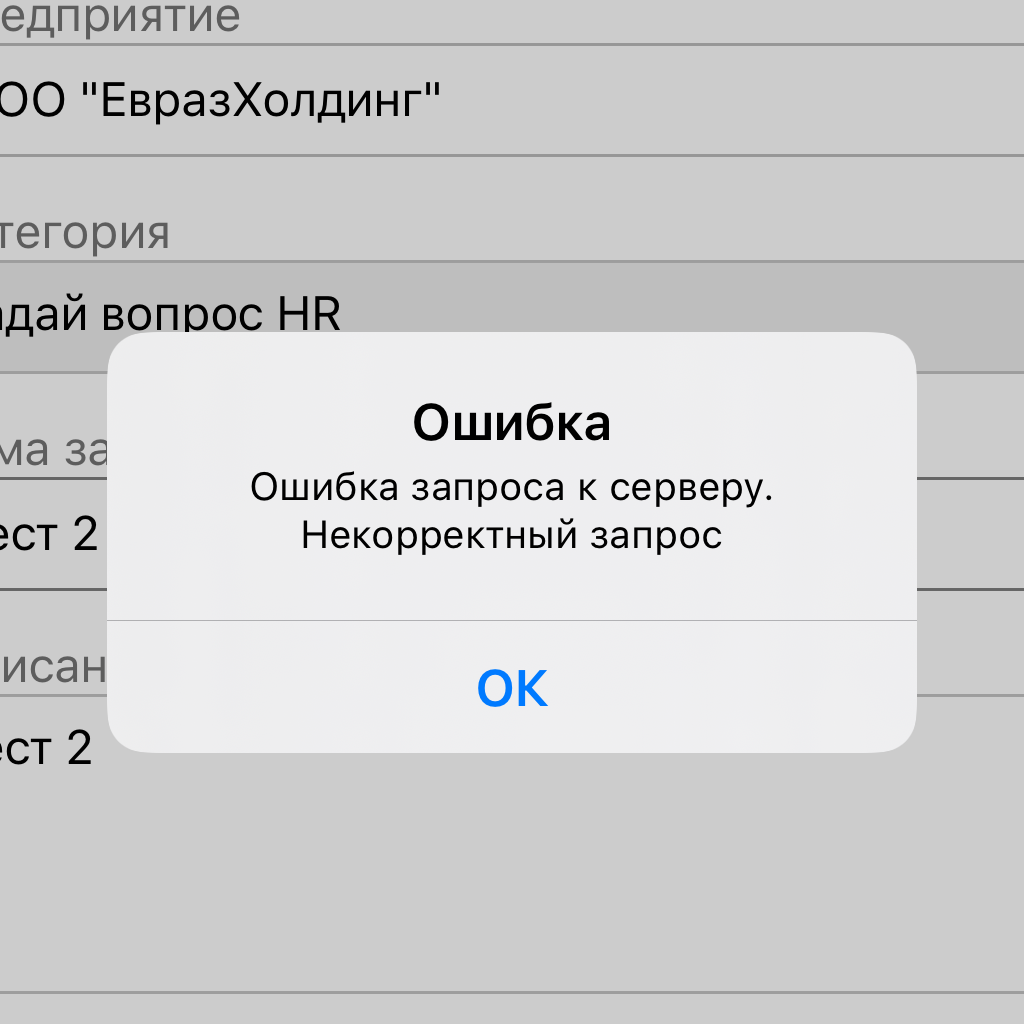 едприятие
ОО "ЕвразХолдинг"
тегория
адай вопрос HR
Ошибка
ма за
Ошибка запроса к серверу.
ест 2
Некорректный запрос
исан
OK
ест 2